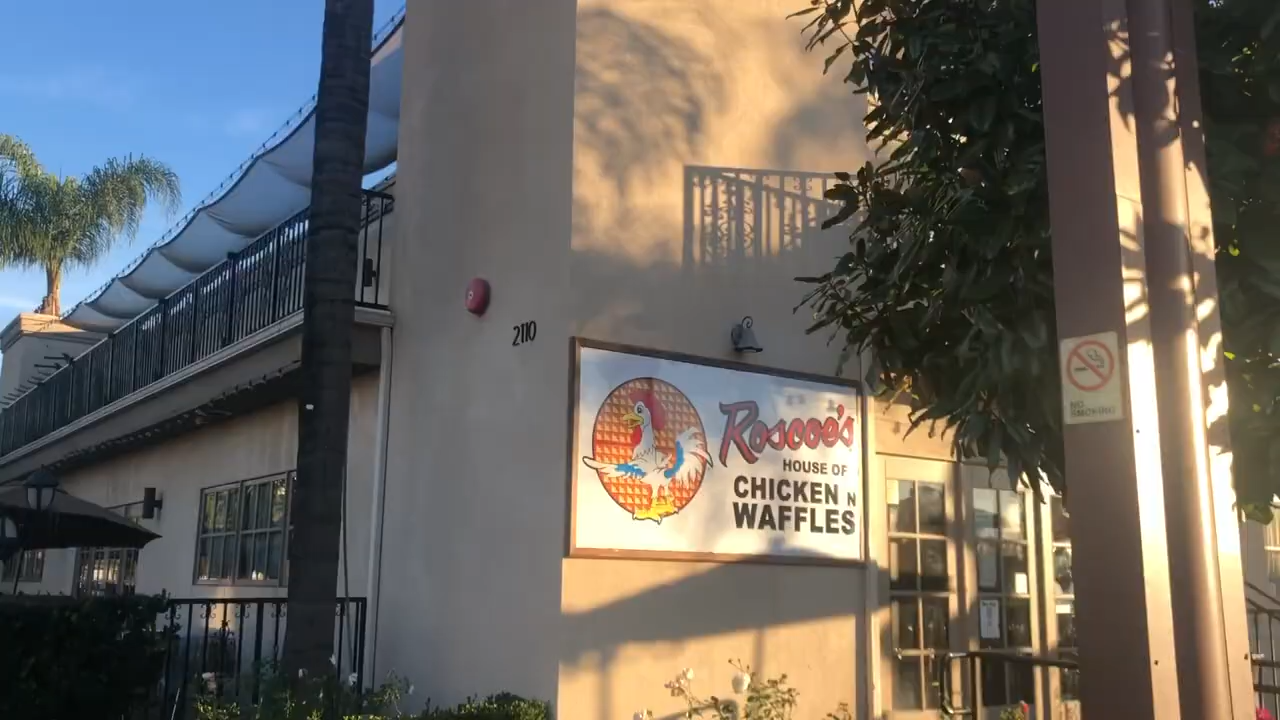 2110
Roscoe's
HOUSE OF
CHICKEN N
WAFFLES
NO
SMOKING